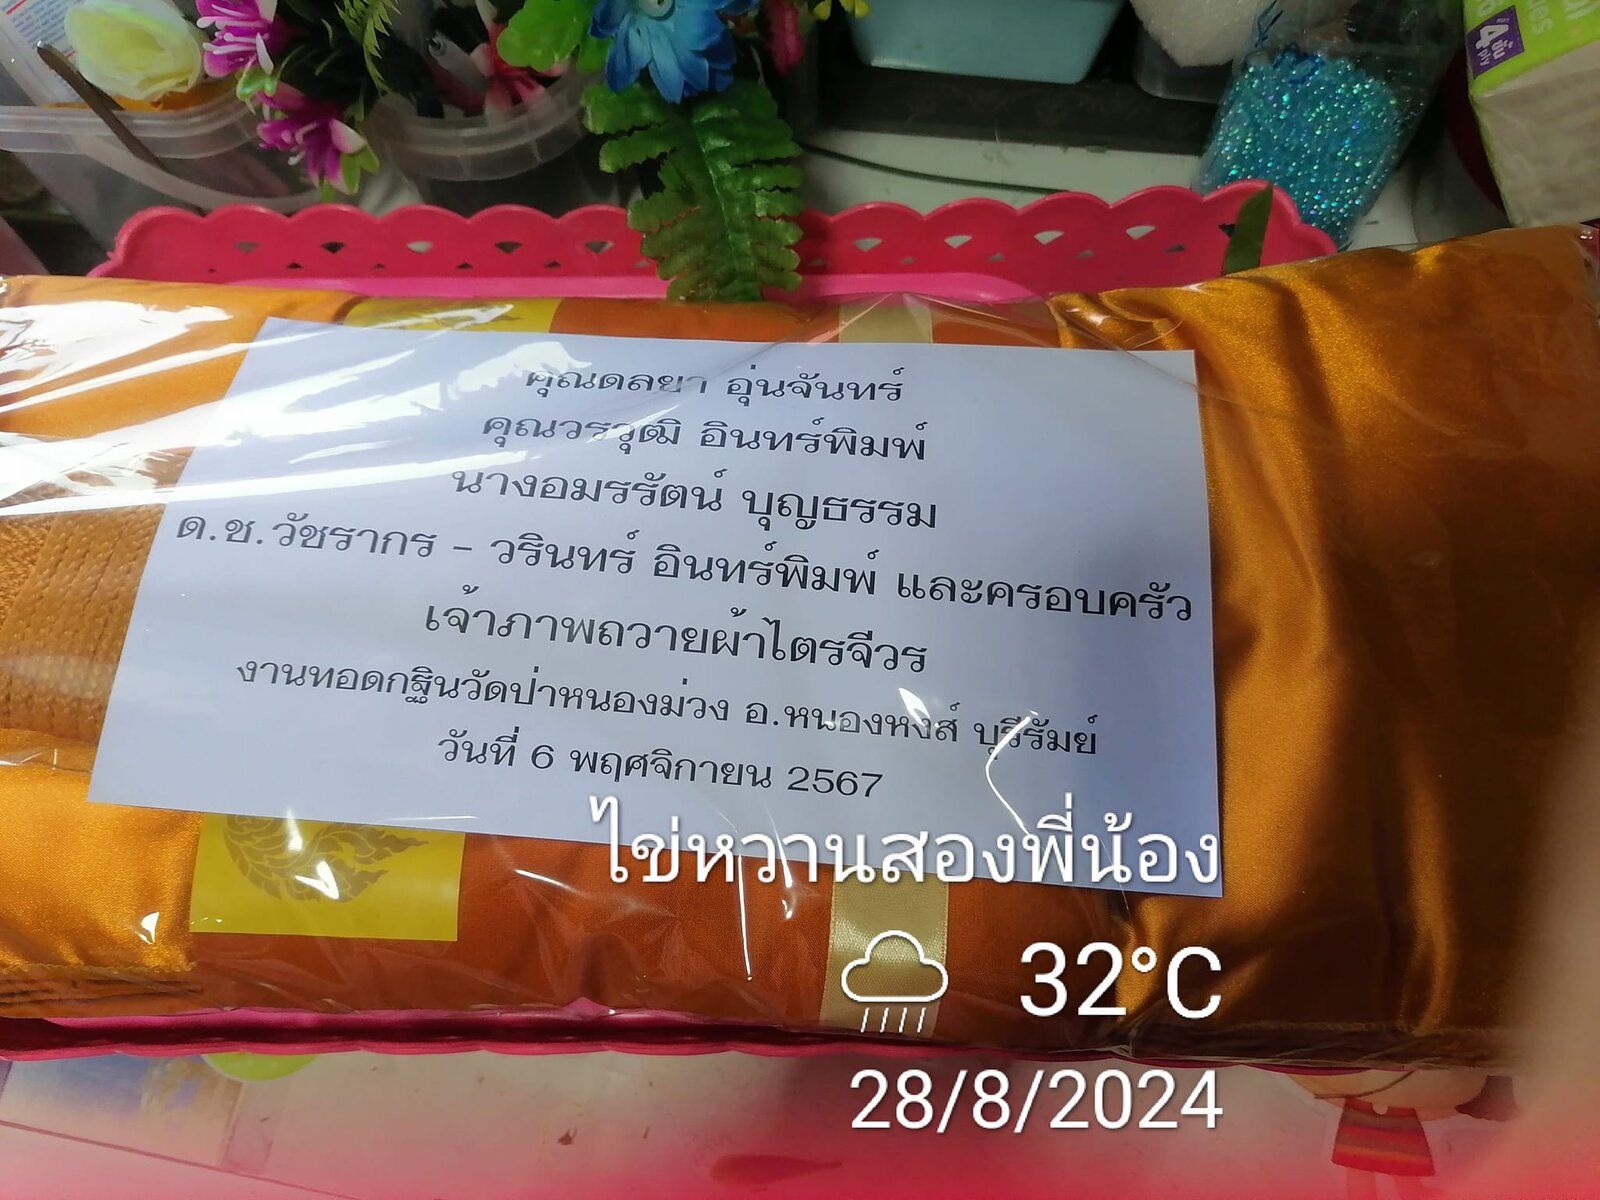 คุณดลยา อุ่นจันทร์
คุณวรวุฒิ อินทร์พิมพ์
นางอมรรัตน์ บุญธรรม
ด.ช.วัชรากร - วรินทร์ อินทร์พิมพ์ และครอบครัว
เจ้าภาพถวายผ้าไตรจีวร
งานทอดกฐินวัดป่าหนองม่วง อ.หนองหงส์ บุรีรัมย์
วันที่ 6 พฤศจิกายน 2567
ไข่หวานสองพี่น้อง
32°C
28/8/2024